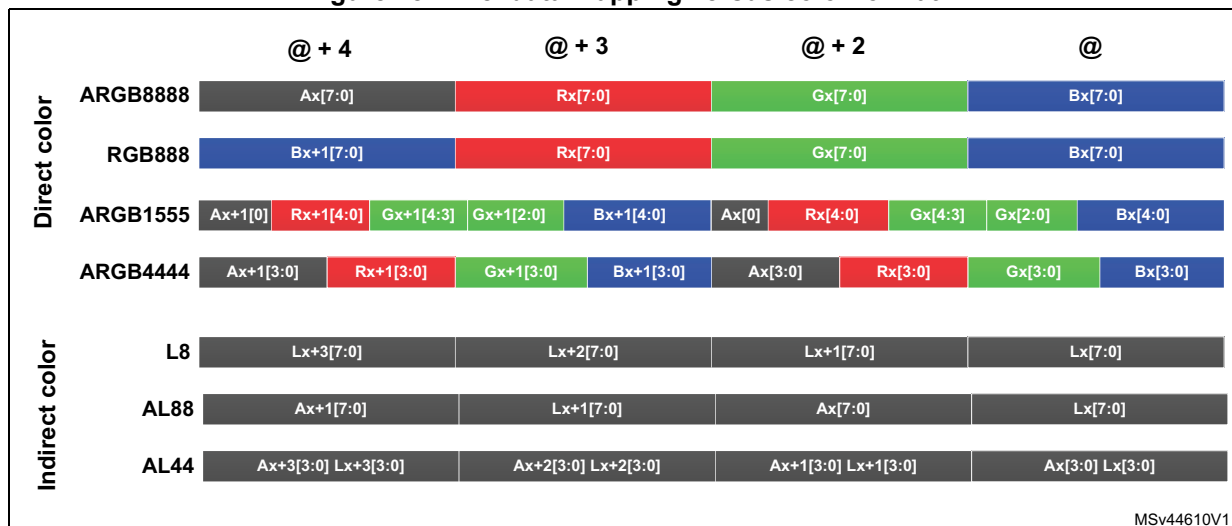 @ + 4 @ + 3 @ + 2 @
Direct color
ARGB8888 Ax[7:0] Rx[7:0] Gx[7:0] Bx[7:0]
RGB888 Bx+1[7:0] Rx[7:0] Gx[7:0] Bx[7:0]
ARGB1555 Ax+1[0] Rx+1[4:0] Gx+1[4:3] Gx+1[2:0] Bx+1[4:0] Ax[0] Rx[4:0] Gx[4:3] Gx[2:0] Bx[4:0]
ARGB4444 Ax+1[3:0] Rx+1[3:0] Gx+1[3:0] Bx+1[3:0] Ax[3:0] Rx[3:0] Gx[3:0] Bx[3:0]
Indirect color
L8 Lx+3[7:0] Lx+2[7:0] Lx+1[7:0] Lx[7:0]
AL88 Ax+1[7:0] Lx+1[7:0] Ax[7:0] Lx[7:0]
AL44 Ax+3[3:0] Lx+3[3:0] Ax+2[3:0] Lx+2[3:0] Ax+1[3:0] Lx+1[3:0] Ax[3:0] Lx[3:0]
MSv44610V1